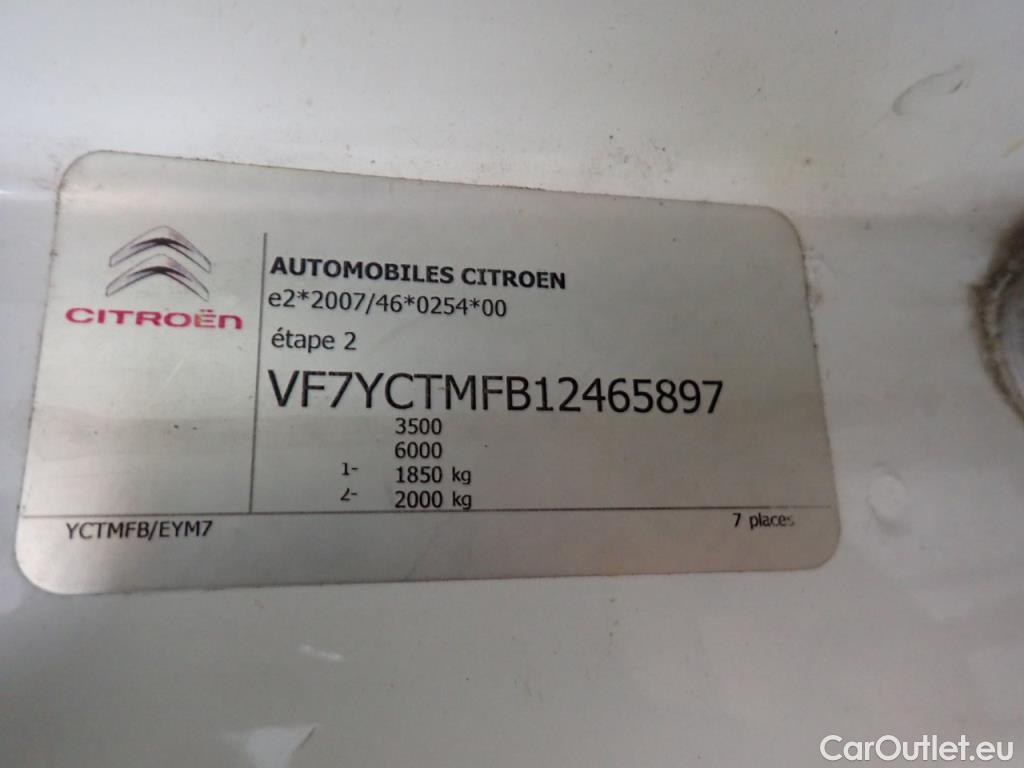 CITROËN
AUTOMOBILES CITROEN
e2*2007/46*0254*00
étape 2
VF7YCTMFB12465897
3500
6000
1- 1850 kg
2- 2000 kg
YCTMFB/EYM7
7 places
CarOutlet.eu